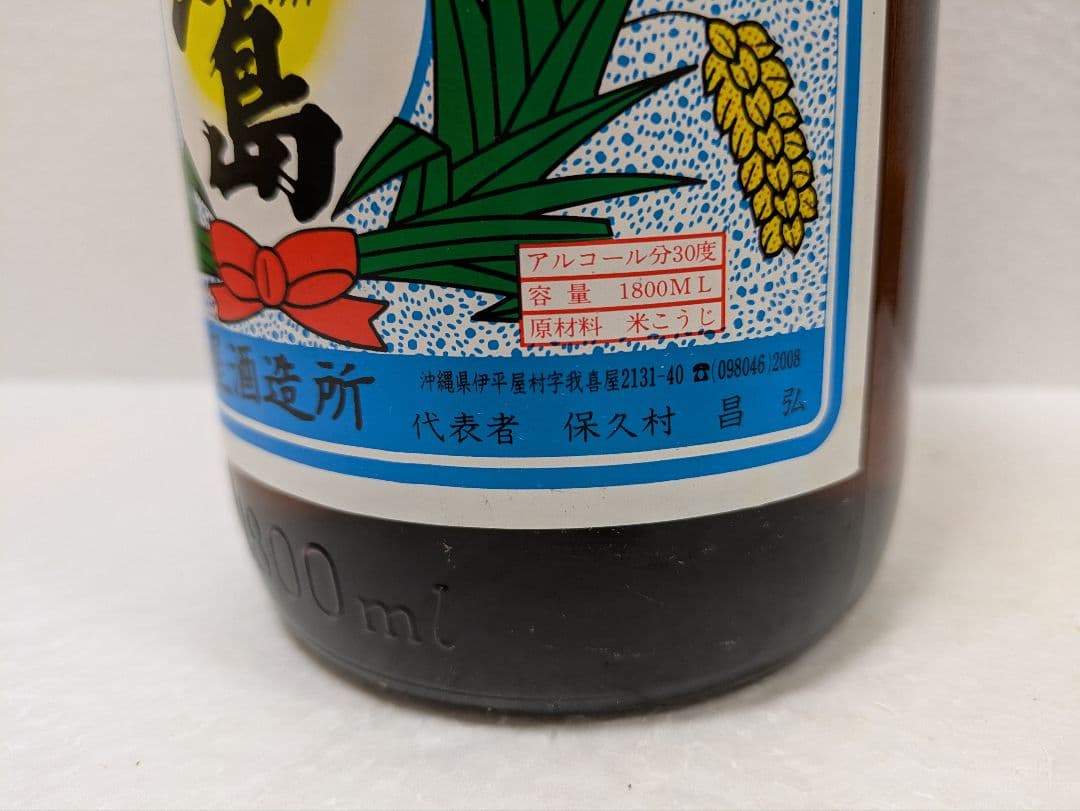 島
アルコール分30度
容量 1800ML
原材料 米こうじ
酒造所
沖縄県伊平屋村字我喜屋2131-40 ☎(098046)2008
代表者 保久村 昌弘
1800ml